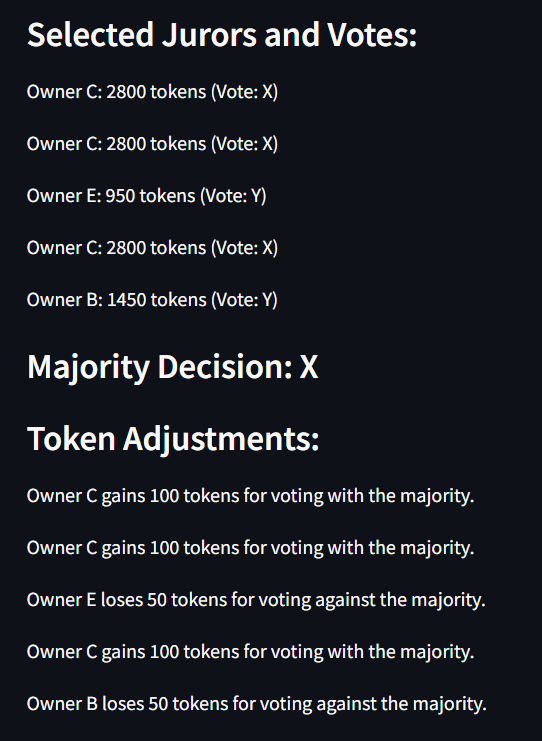 Selected Jurors and Votes:
Owner C: 2800 tokens (Vote: X)
Owner C: 2800 tokens (Vote: X)
Owner E: 950 tokens (Vote: Y)
Owner C: 2800 tokens (Vote: X)
Owner B: 1450 tokens (Vote: Y)
Majority Decision: X
Token Adjustments:
Owner C gains 100 tokens for voting with the majority.
Owner C gains 100 tokens for voting with the majority.
Owner E loses 50 tokens for voting against the majority.
Owner C gains 100 tokens for voting with the majority.
Owner B loses 50 tokens for voting against the majority.